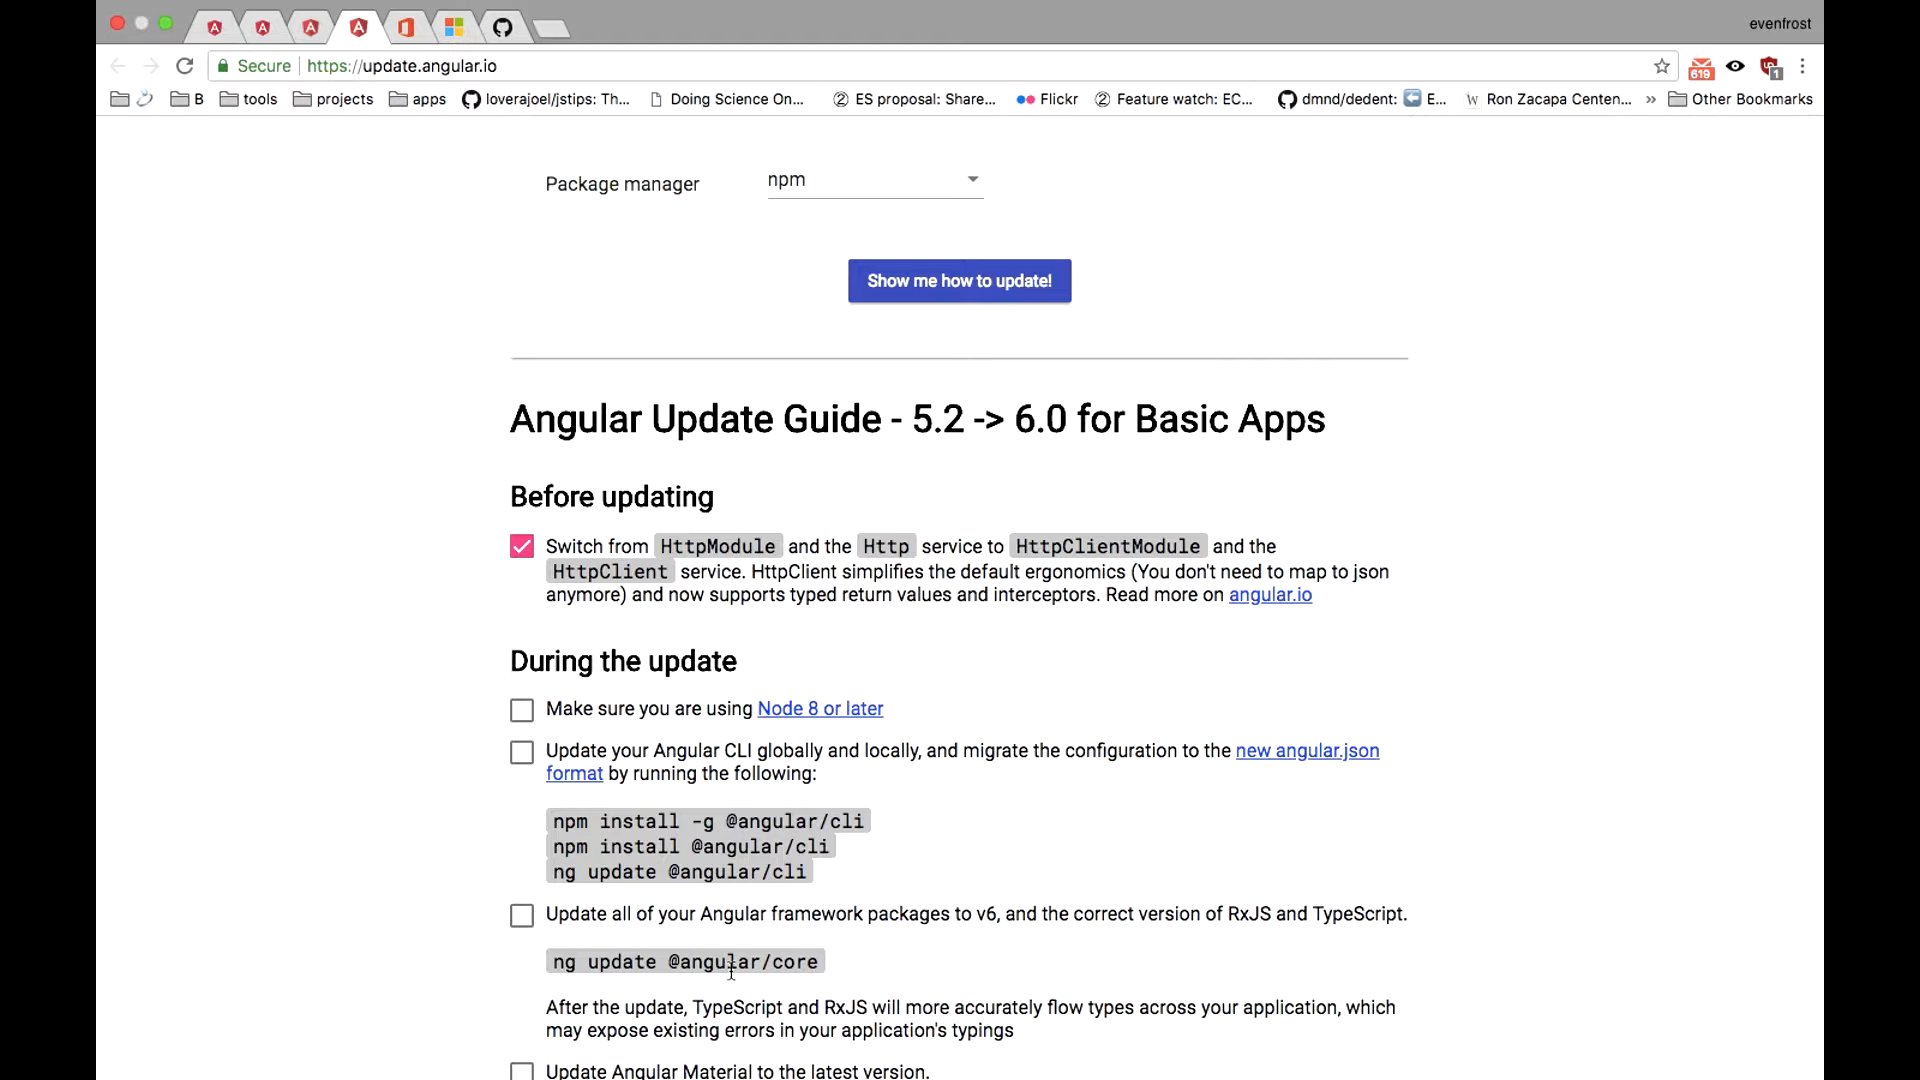 evenfrost
Secure https://update.angular.io
619
1
B tools projects apps loverajoel/jstips: Th... Doing Science On... ES proposal: Share... Flickr Feature watch: EC... dmnd/dedent: E... W Ron Zacapa Centen... » Other Bookmarks
Package manager npm
Show me how to update!
Angular Update Guide - 5.2 -> 6.0 for Basic Apps
Before updating
Switch from HttpModule and the Http service to HttpClientModule and the
HttpClient service. HttpClient simplifies the default ergonomics (You don't need to map to json
anymore) and now supports typed return values and interceptors. Read more on angular.io
During the update
Make sure you are using Node 8 or later
Update your Angular CLI globally and locally, and migrate the configuration to the new angular.json
format by running the following:
npm install -g @angular/cli
npm install @angular/cli
ng update @angular/cli
Update all of your Angular framework packages to v6, and the correct version of RxJS and TypeScript.
ng update @angular/core
After the update, TypeScript and RxJS will more accurately flow types across your application, which
may expose existing errors in your application's typings
Update Angular Material to the latest version.